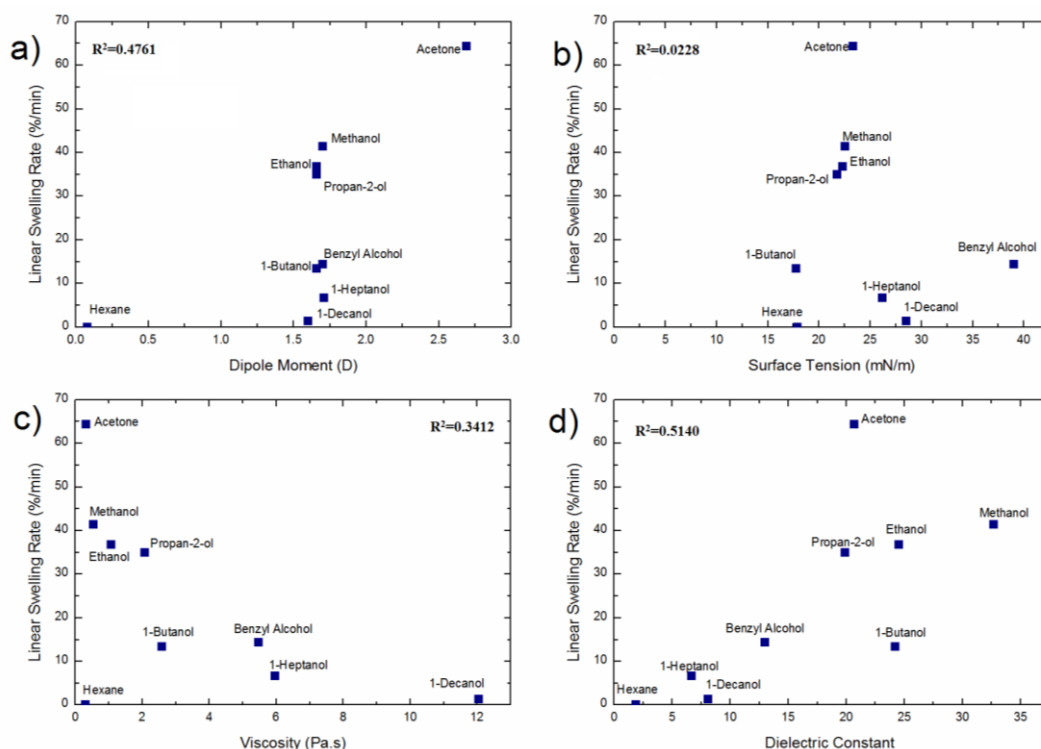 a)
R²=0.4761
Linear Swelling Rate (%/min)
70
60
50
40
30
20
10
0
Acetone
Methanol
Ethanol
Propan-2-ol
Benzyl Alcohol
1-Butanol
1-Heptanol
1-Decanol
Hexane
0.0 0.5 1.0 1.5 2.0 2.5 3.0
Dipole Moment (D)
b)
R²=0.0228
Linear Swelling Rate (%/min)
70
60
50
40
30
20
10
0
Acetone
Methanol
Ethanol
Propan-2-ol
1-Butanol
Benzyl Alcohol
1-Heptanol
Hexane
1-Decanol
0 5 10 15 20 25 30 35 40
Surface Tension (mN/m)
c)
R²=0.3412
Linear Swelling Rate (%/min)
70
60
50
40
30
20
10
0
Acetone
Methanol
Propan-2-ol
Ethanol
1-Butanol
Benzyl Alcohol
1-Heptanol
Hexane
1-Decanol
0 2 4 6 8 10 12
Viscosity (Pa.s)
d)
R²=0.5140
Linear Swelling Rate (%/min)
70
60
50
40
30
20
10
0
Acetone
Methanol
Ethanol
Propan-2-ol
Benzyl Alcohol
1-Butanol
1-Heptanol
1-Decanol
Hexane
0 5 10 15 20 25 30 35
Dielectric Constant